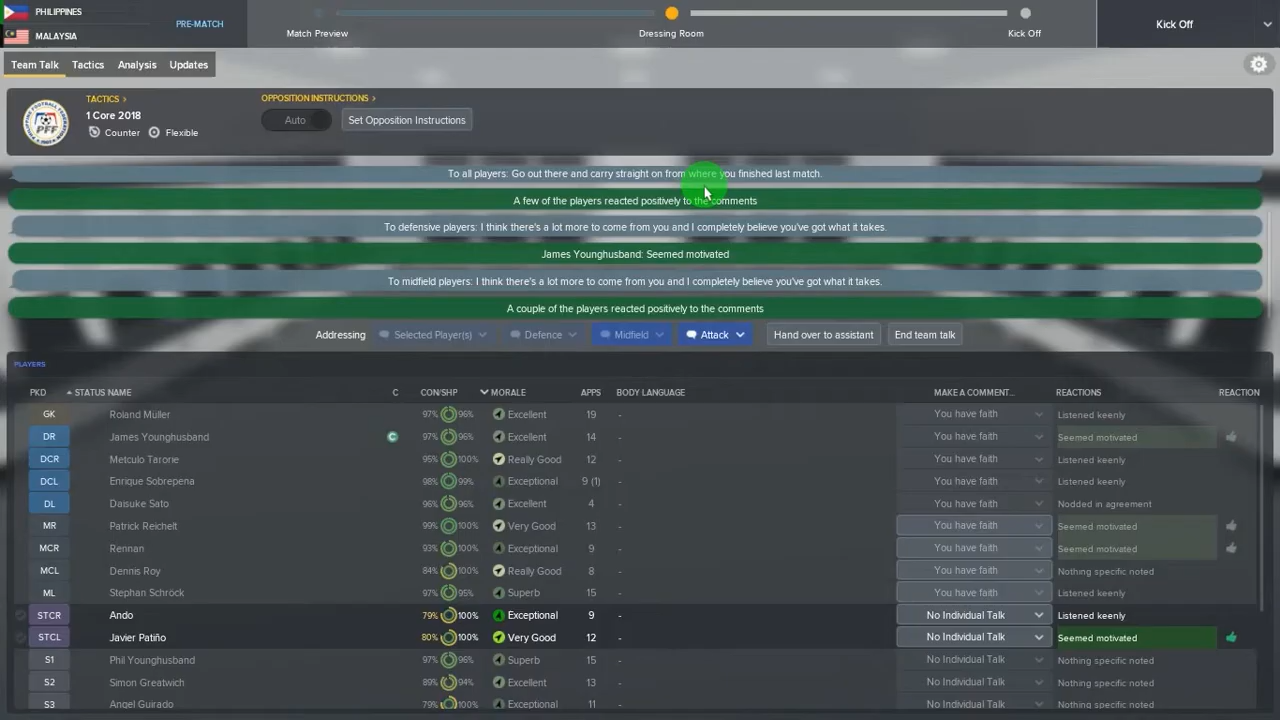 PHILIPPINES
MALAYSIA
PRE-MATCH
Match Preview
Dressing Room
Kick Off
Kick Off
Team Talk Tactics Analysis Updates
PFF
TACTICS >
1 Core 2018
Counter Flexible
OPPOSITION INSTRUCTIONS >
Auto Set Opposition Instructions
To all players: Go out there and carry straight on from where you finished last match.
A few of the players reacted positively to the comments
To defensive players: I think there's a lot more to come from you and I completely believe you've got what it takes.
James Younghusband: Seemed motivated
To midfield players: I think there's a lot more to come from you and I completely believe you've got what it takes.
A couple of the players reacted positively to the comments
Addressing Selected Player(s) Defence Midfield Attack Hand over to assistant End team talk
PLAYERS
PKD STATUS NAME C CON/SHP MORALE APPS BODY LANGUAGE MAKE A COMMENT... REACTIONS REACTION
GK Roland Müller 97% 96% Excellent 19 - You have faith Listened keenly
DR James Younghusband C 97% 96% Excellent 14 - You have faith Seemed motivated
DCR Metculo Tarorie 95% 100% Really Good 12 - You have faith Listened keenly
DCL Enrique Sobrepena 98% 99% Exceptional 9 (1) - You have faith Listened keenly
DL Daisuke Sato 96% 96% Excellent 4 - You have faith Nodded in agreement
MR Patrick Reichelt 99% 100% Very Good 13 - You have faith Seemed motivated
MCR Rennan 93% 100% Exceptional 9 - You have faith Seemed motivated
MCL Dennis Roy 84% 100% Really Good 8 - You have faith Nothing specific noted
ML Stephan Schröck 97% 95% Superb 15 - You have faith Listened keenly
STCR Ando 79% 100% Exceptional 9 No Individual Talk Listened keenly
STCL Javier Patiño 80% 100% Very Good 12 - No Individual Talk Seemed motivated
S1 Phil Younghusband 97% 96% Superb 15 - No Individual Talk Nothing specific noted
S2 Simon Greatwich 89% 94% Excellent 13 - No Individual Talk Nothing specific noted
S3 Angel Guirado 79% 100% Excellent 11 - No Individual Talk Nothing specific noted